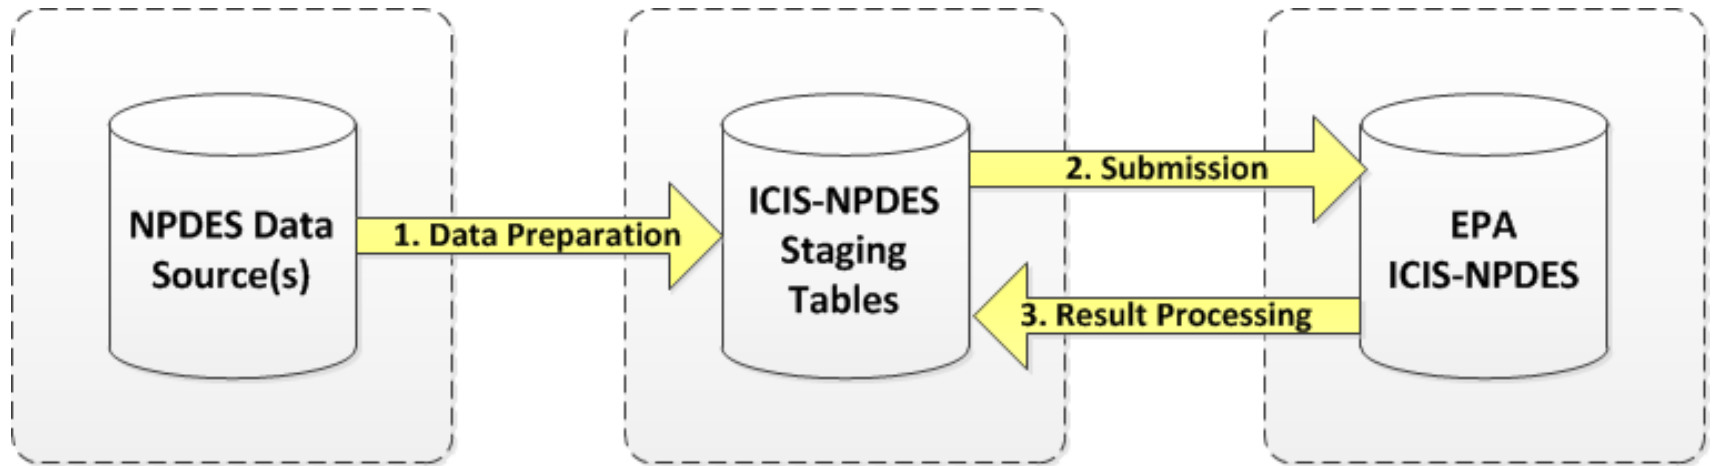 NPDES Data
Source(s)
1. Data Preparation
ICIS-NPDES
Staging
Tables
2. Submission
3. Result Processing
EPA
ICIS-NPDES